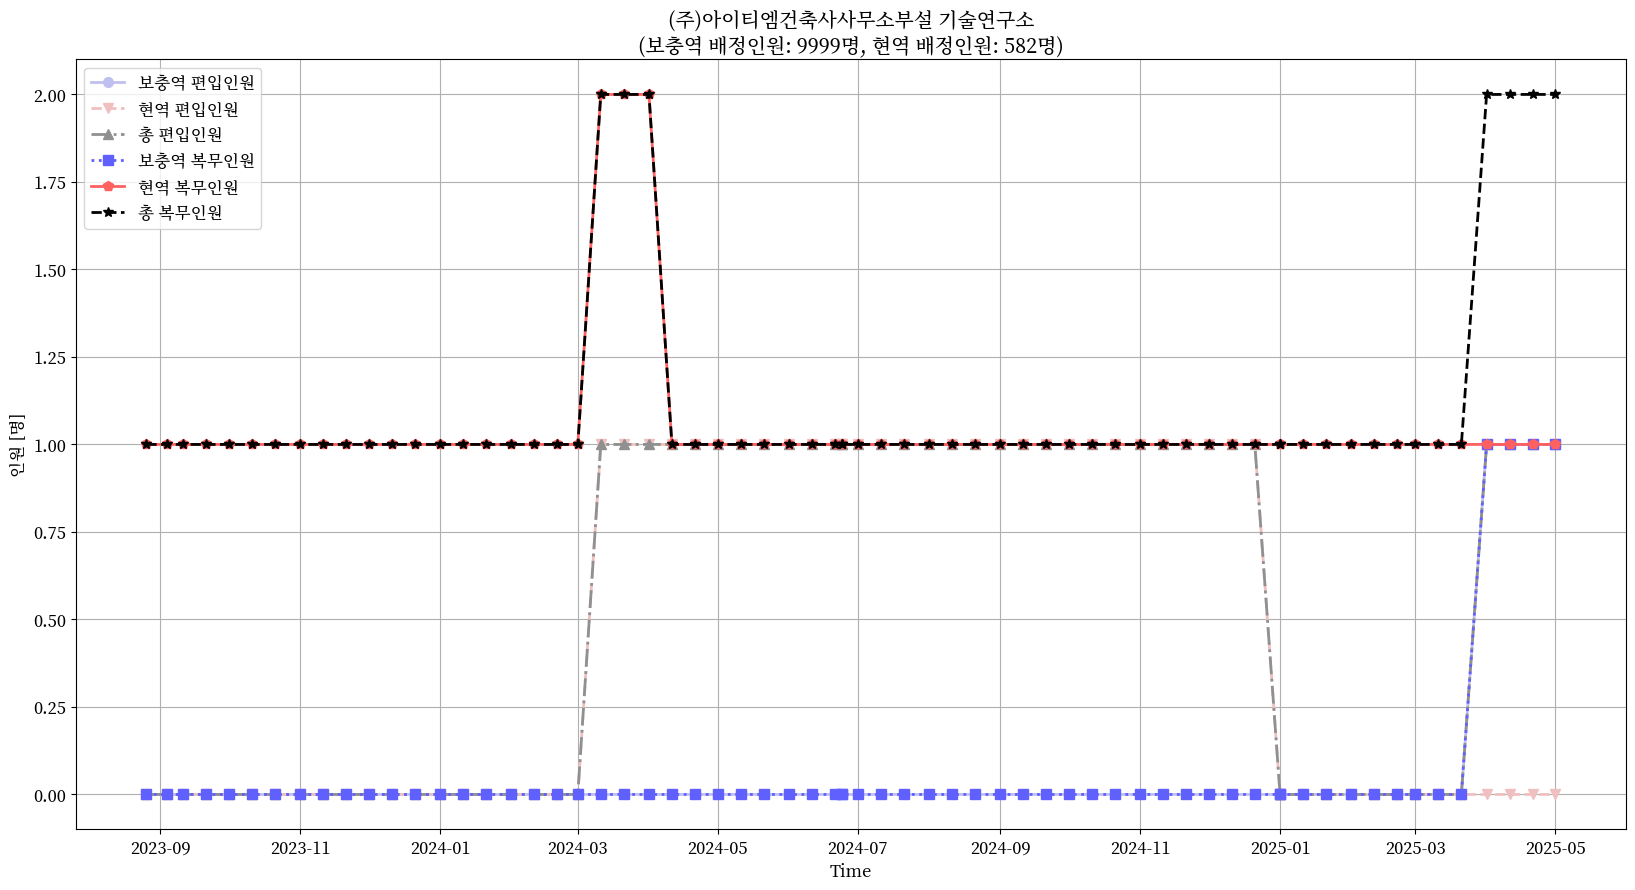 (주)아이티엠건축사사무소부설 기술연구소
(보충역 배정인원: 9999명, 현역 배정인원: 582명)
보충역 편입인원
현역 편입인원
총 편입인원
보충역 복무인원
현역 복무인원
총 복무인원
2.00
1.75
1.50
1.25
1.00
0.75
0.50
0.25
0.00
인원 [명]
2023-09 2023-11 2024-01 2024-03 2024-05 2024-07 2024-09 2024-11 2025-01 2025-03 2025-05
Time